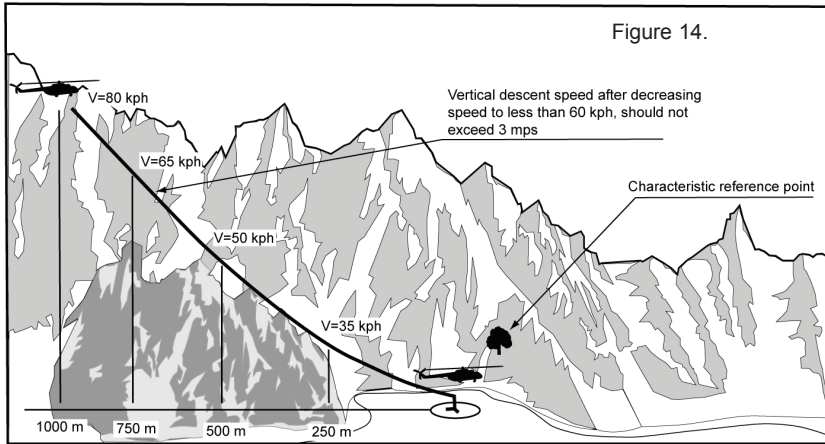 Figure 14.
V=80 kph
Vertical descent speed after decreasing
speed to less than 60 kph, should not
exceed 3 mps
V=65 kph
Characteristic reference point
V=50 kph
V=35 kph
1000 m
750 m
500 m
250 m